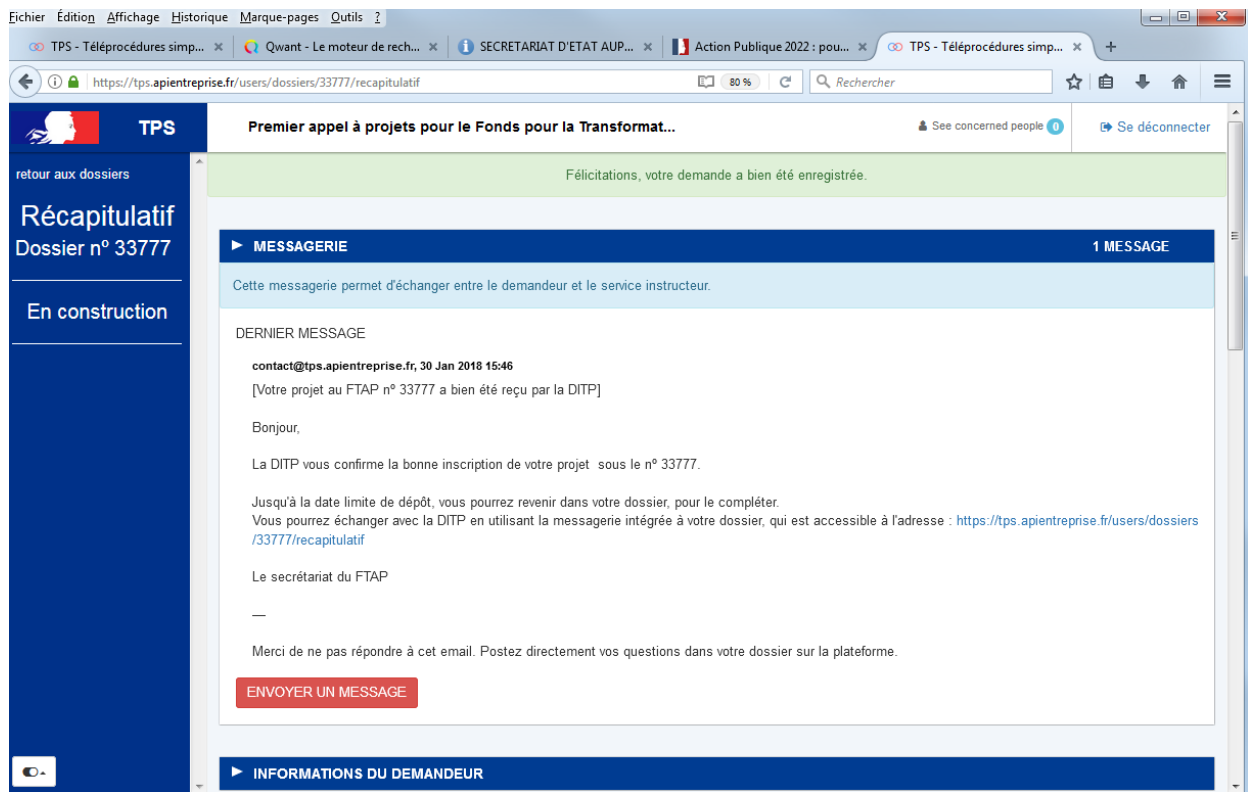 Fichier Édition Affichage Historique Marque-pages Outils ?
TPS - Téléprocédures simp... Qwant - Le moteur de rech... SECRETARIAT D'ETAT AUP... Action Publique 2022 : pou... TPS - Téléprocédures simp...
https://tps.apientreprise.fr/users/dossiers/33777/recapitulatif 80 % Rechercher
TPS Premier appel à projets pour le Fonds pour la Transformat... See concerned people 0 Se déconnecter
retour aux dossiers
Félicitations, votre demande a bien été enregistrée.
Récapitulatif
Dossier nº 33777
En construction
MESSAGERIE 1 MESSAGE
Cette messagerie permet d'échanger entre le demandeur et le service instructeur.
DERNIER MESSAGE
contact@tps.apientreprise.fr, 30 Jan 2018 15:46
[Votre projet au FTAP nº 33777 a bien été reçu par la DITP]
Bonjour,
La DITP vous confirme la bonne inscription de votre projet sous le nº 33777.
Jusqu'à la date limite de dépôt, vous pourrez revenir dans votre dossier, pour le compléter.
Vous pourrez échanger avec la DITP en utilisant la messagerie intégrée à votre dossier, qui est accessible à l'adresse : https://tps.apientreprise.fr/users/dossiers
/33777/recapitulatif
Le secrétariat du FTAP
—
Merci de ne pas répondre à cet email. Postez directement vos questions dans votre dossier sur la plateforme.
ENVOYER UN MESSAGE
INFORMATIONS DU DEMANDEUR